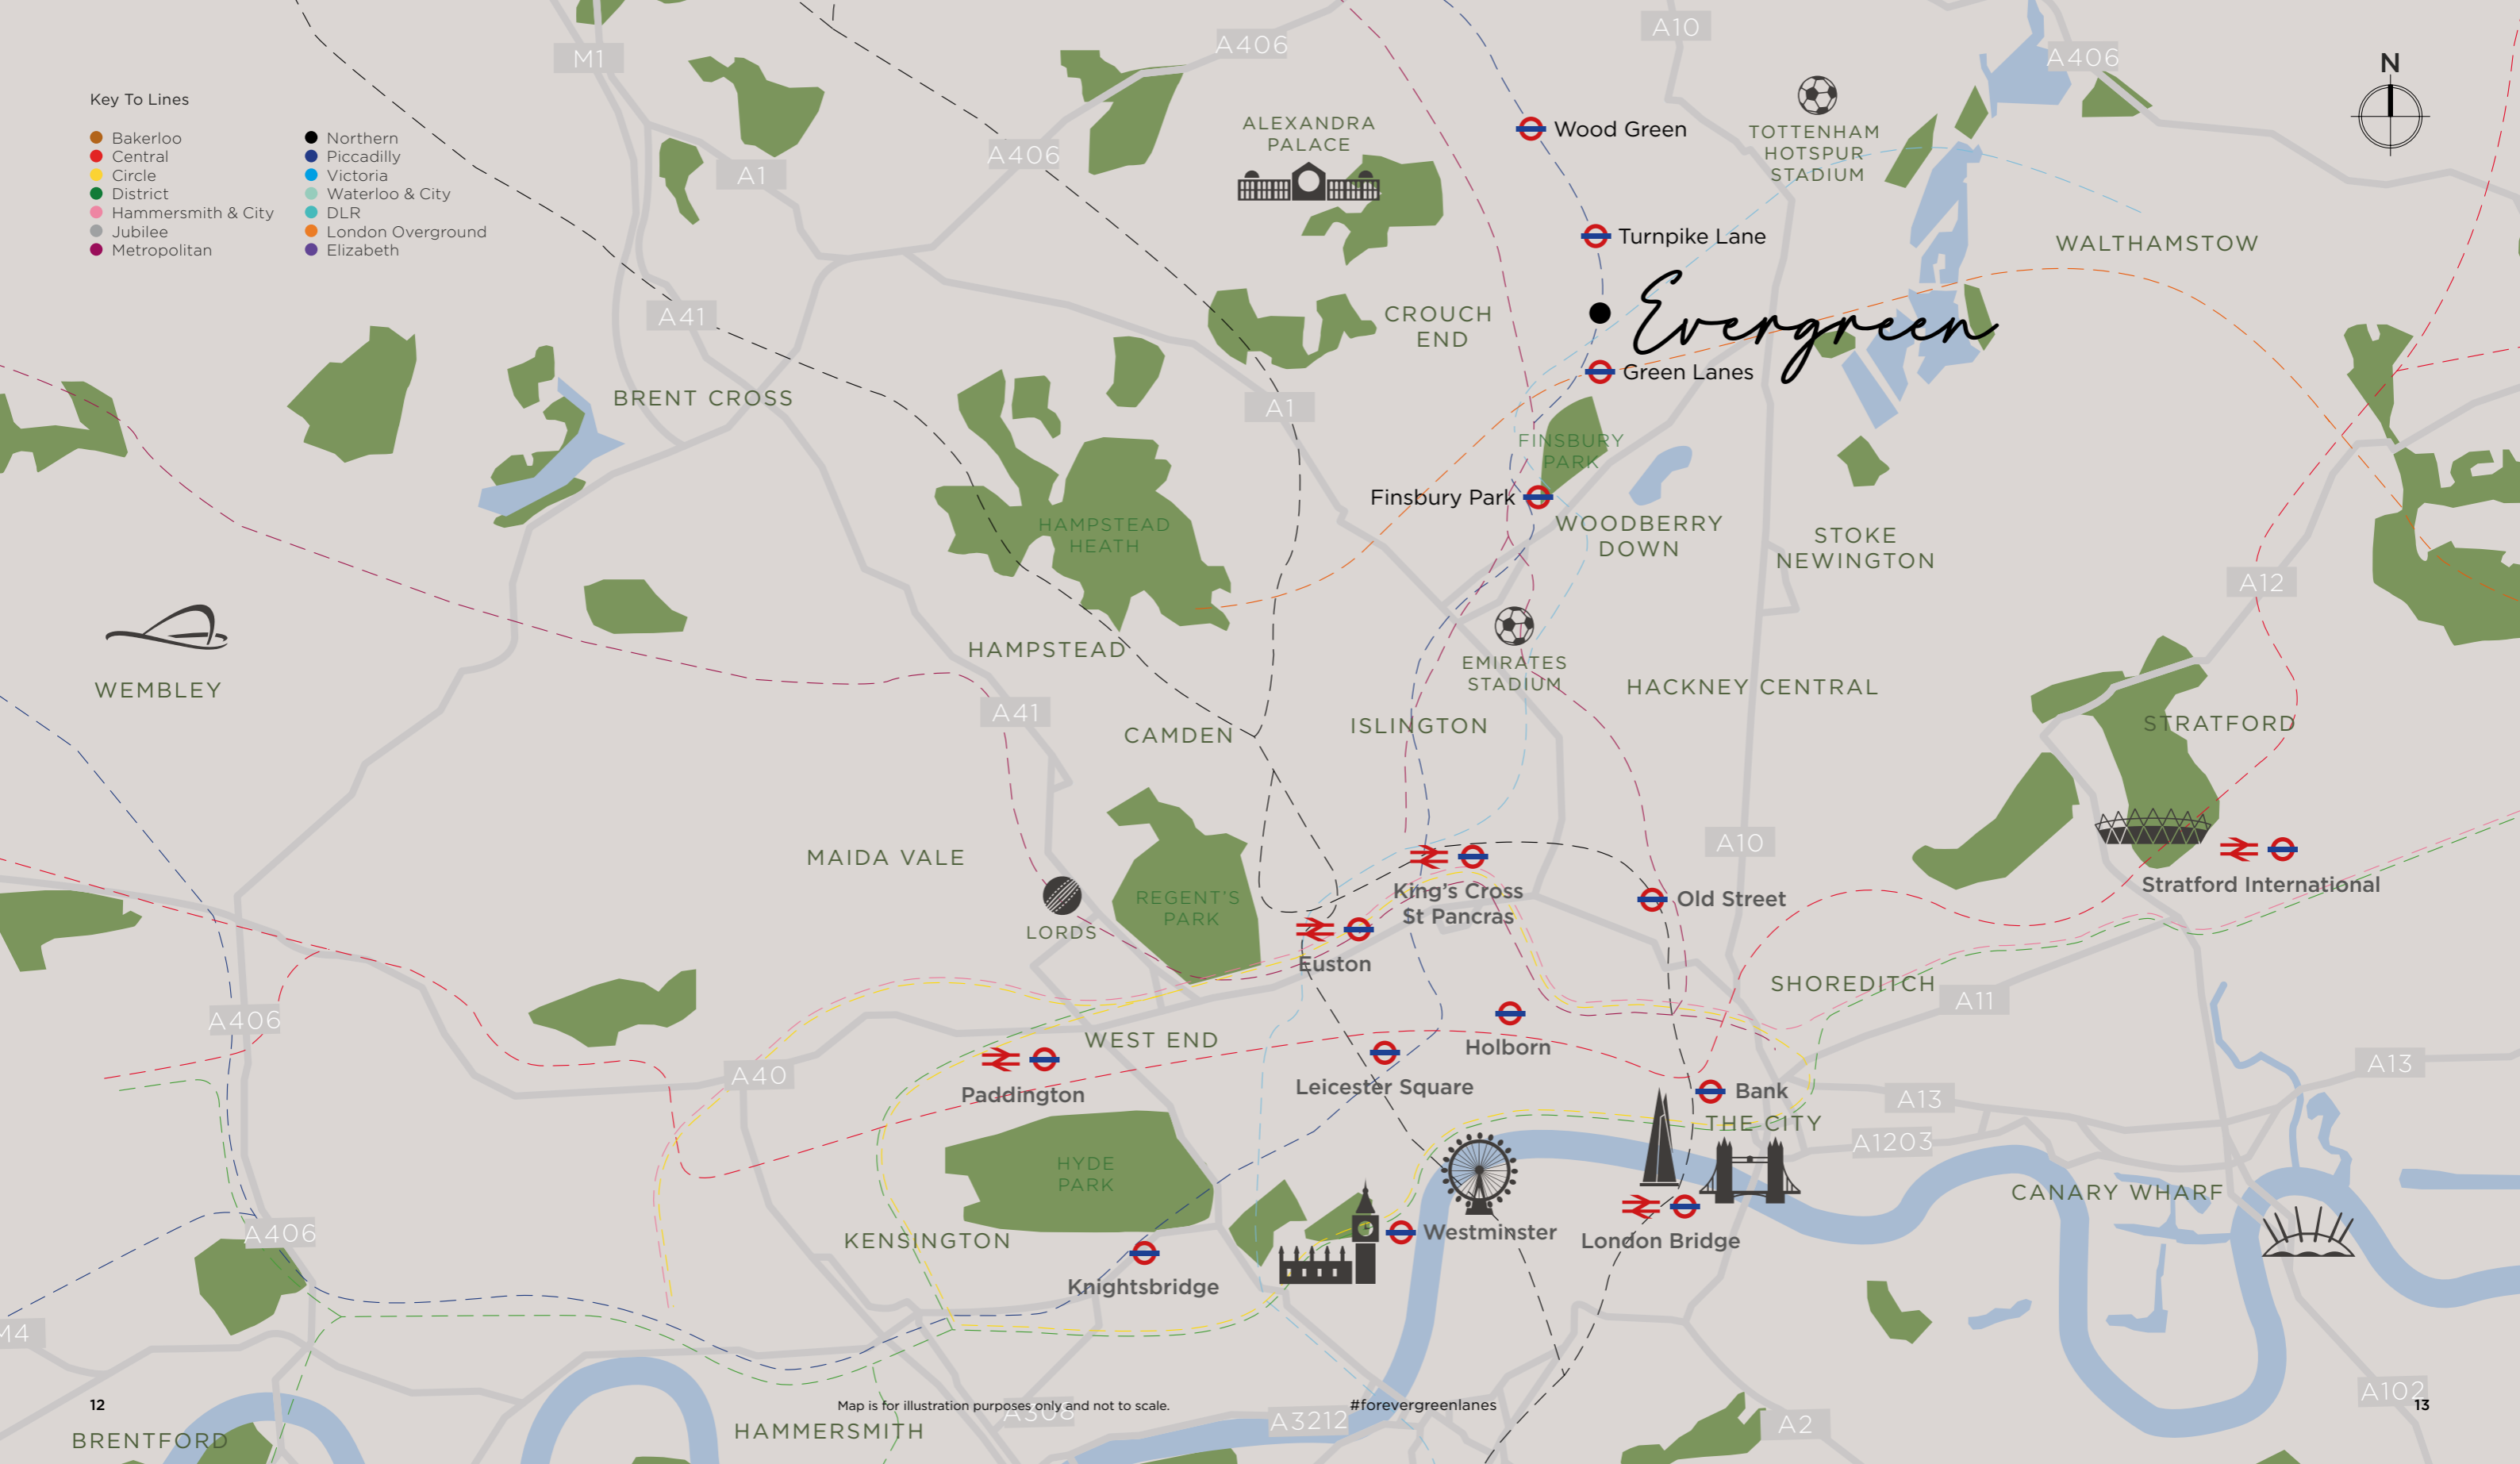 Key To Lines
Bakerloo
Central
Circle
District
Hammersmith & City
Jubilee
Metropolitan
Northern
Piccadilly
Victoria
Waterloo & City
DLR
London Overground
Elizabeth
M1
A406
A10
A406
N
A1
A406
ALEXANDRA
PALACE
Wood Green
TOTTENHAM
HOTSPUR
STADIUM
Turnpike Lane
WALTHAMSTOW
A41
CROUCH
END
Evergreen
Green Lanes
BRENT CROSS
A1
FINSBURY
PARK
Finsbury Park
HAMPSTEAD
HEATH
WOODBERRY
DOWN
STOKE
NEWINGTON
A12
WEMBLEY
HAMPSTEAD
EMIRATES
STADIUM
HACKNEY CENTRAL
A41
CAMDEN
ISLINGTON
STRATFORD
MAIDA VALE
A10
LORDS
REGENT'S
PARK
King's Cross
St Pancras
Old Street
Stratford International
Euston
SHOREDITCH
A11
A406
WEST END
Holborn
A40
Paddington
Leicester Square
Bank
A13
A13
THE CITY
A1203
HYDE
PARK
CANARY WHARF
A406
KENSINGTON
Westminster
London Bridge
Knightsbridge
M4
12
Map is for illustration purposes only and not to scale.
A308
#forevergreenlanes
A102
13
BRENTFORD
HAMMERSMITH
A3212
A2